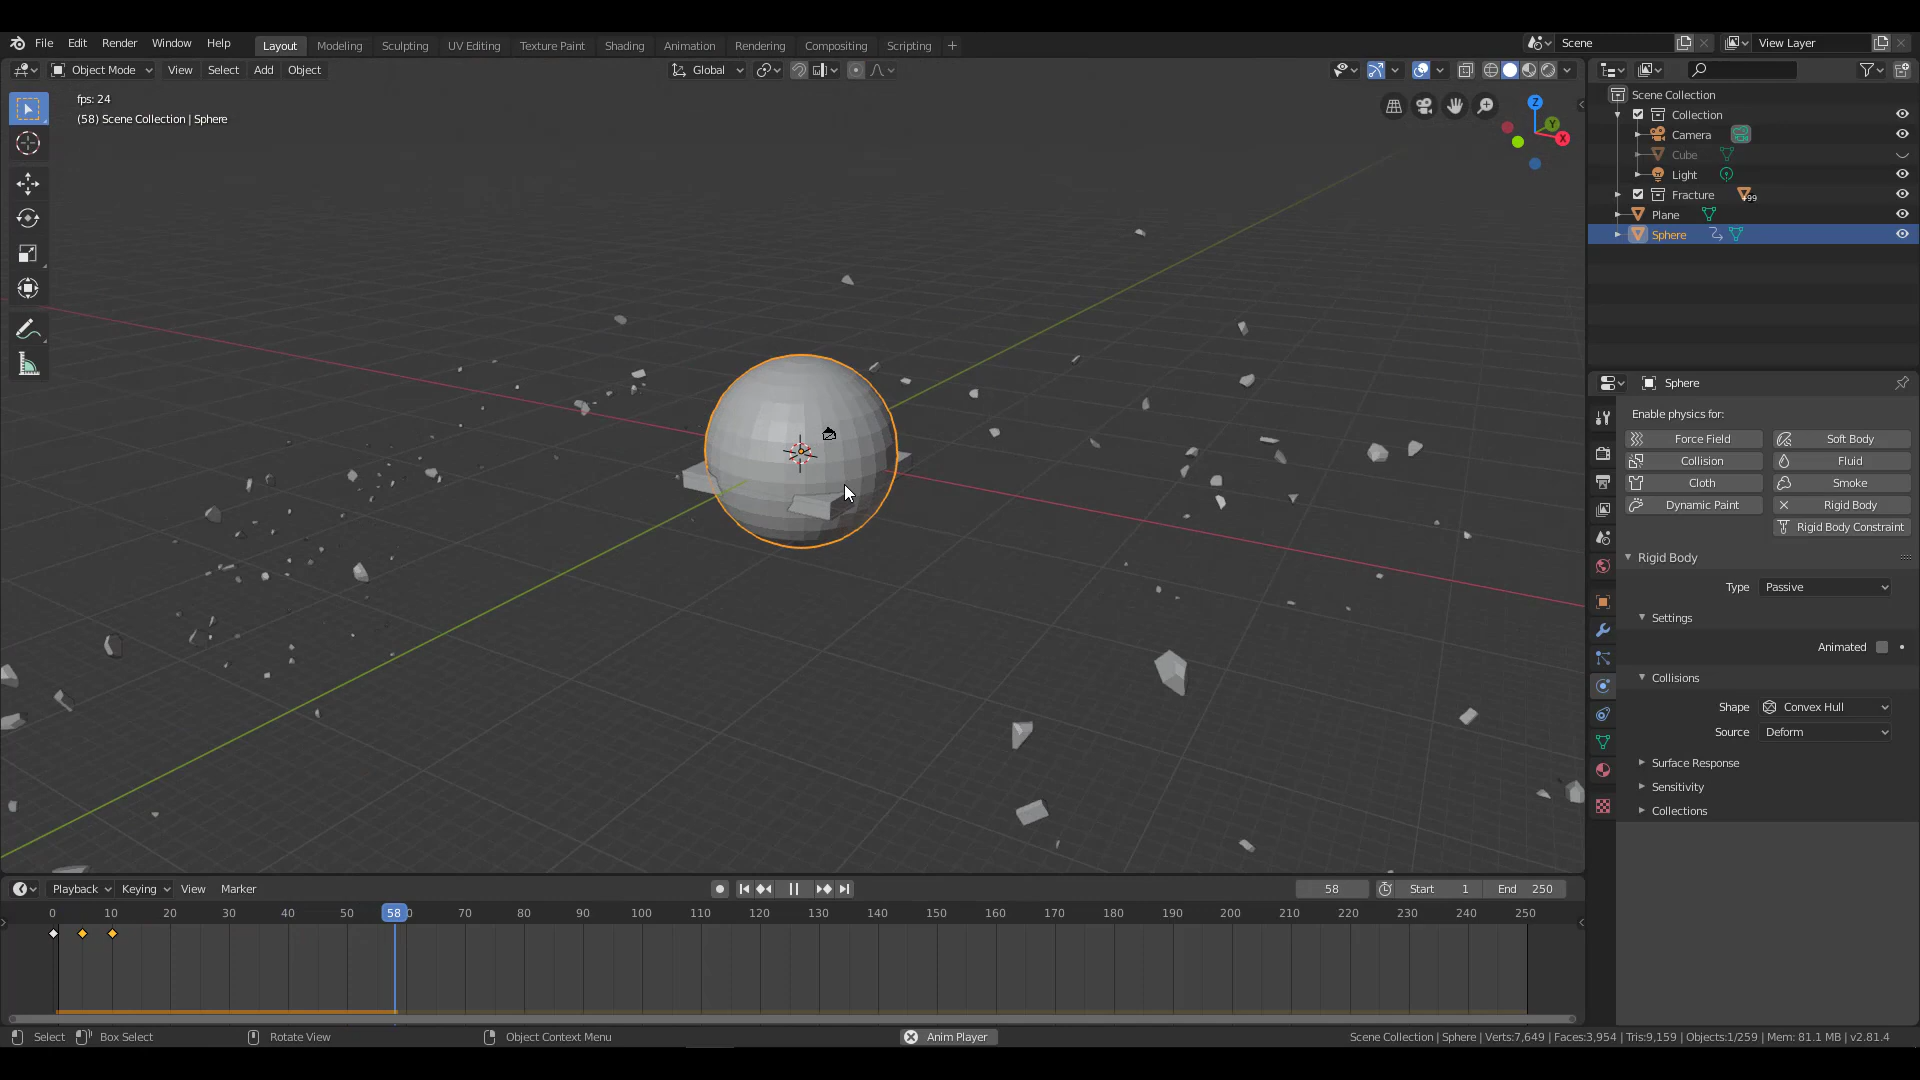 File Edit Render Window Help Layout Modeling Sculpting UV Editing Texture Paint Shading Animation Rendering Compositing Scripting + Scene View Layer
Object Mode View Select Add Object Global
fps: 24
(58) Scene Collection | Sphere
Z
Y
X
Scene Collection
Collection
Camera
Cube
Light
Fracture +99
Plane
Sphere
Sphere
Enable physics for:
Force Field Soft Body
Collision Fluid
Cloth Smoke
Dynamic Paint Rigid Body
Rigid Body Constraint
Rigid Body
Type Passive
Settings
Animated
Collisions
Shape Convex Hull
Source Deform
Surface Response
Sensitivity
Collections
Playback Keying View Marker 58 Start 1 End 250
0 10 20 30 40 50 58 0 70 80 90 100 110 120 130 140 150 160 170 180 190 200 210 220 230 240 250
Select Box Select Rotate View Object Context Menu Anim Player Scene Collection | Sphere | Verts:7,649 | Faces:3,954 | Tris:9,159 | Objects:1/259 | Mem: 81.1 MB | v2.81.4